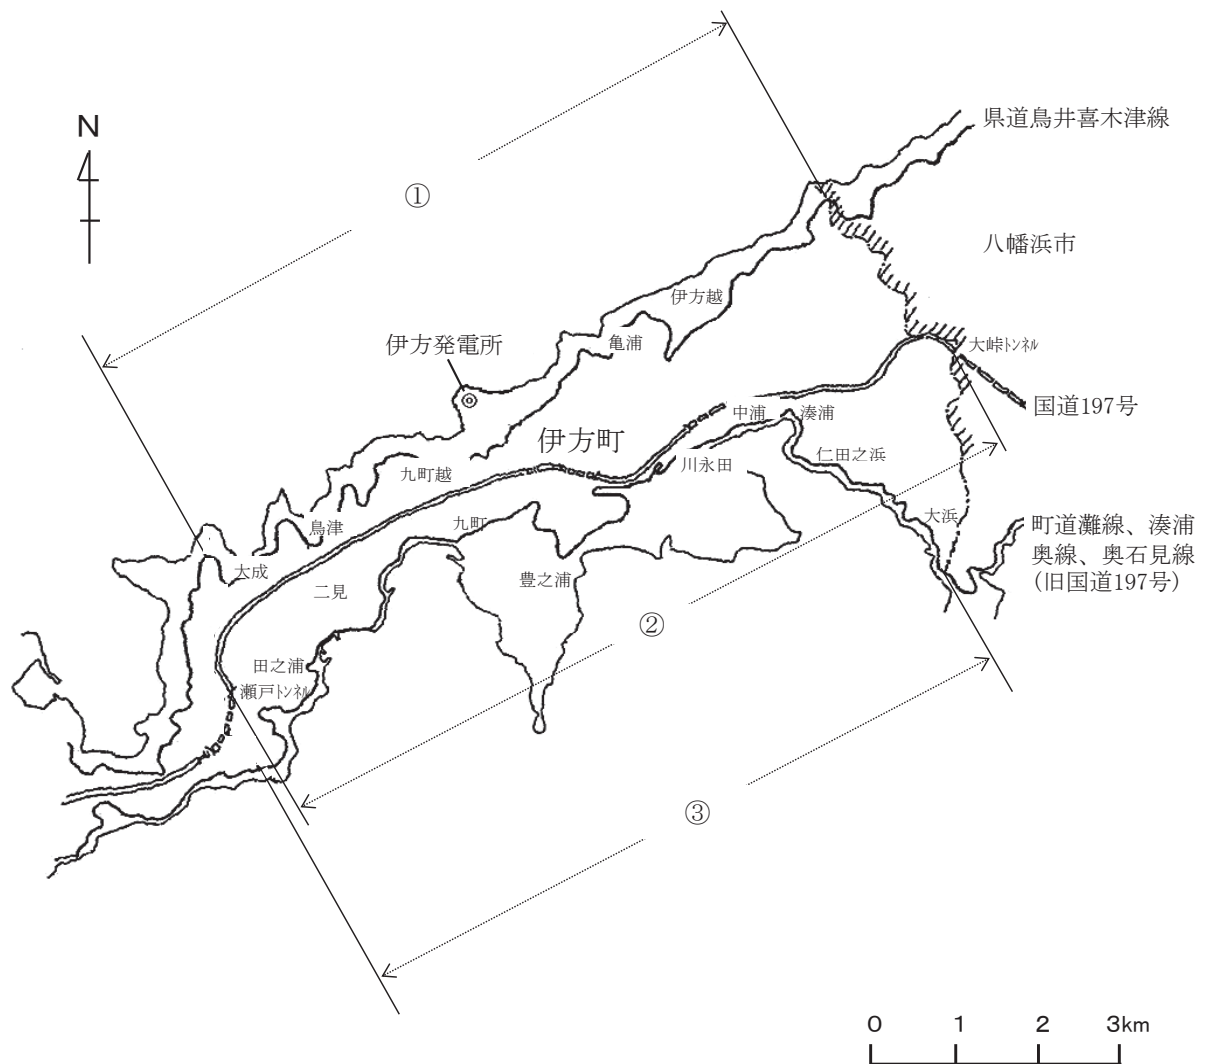 県道鳥井喜木津線
N
①
八幡浜市
伊方越
伊方発電所
亀浦
大峠トンネル
国道197号
中浦
湊浦
伊方町
仁田之浜
川永田
九町越
鳥津
九町
大浜
町道灘線、湊浦
奥線、奥石見線
(旧国道197号)
大成
二見
豊之浦
②
田之浦
瀬戸トンネル
③
0 1 2 3km